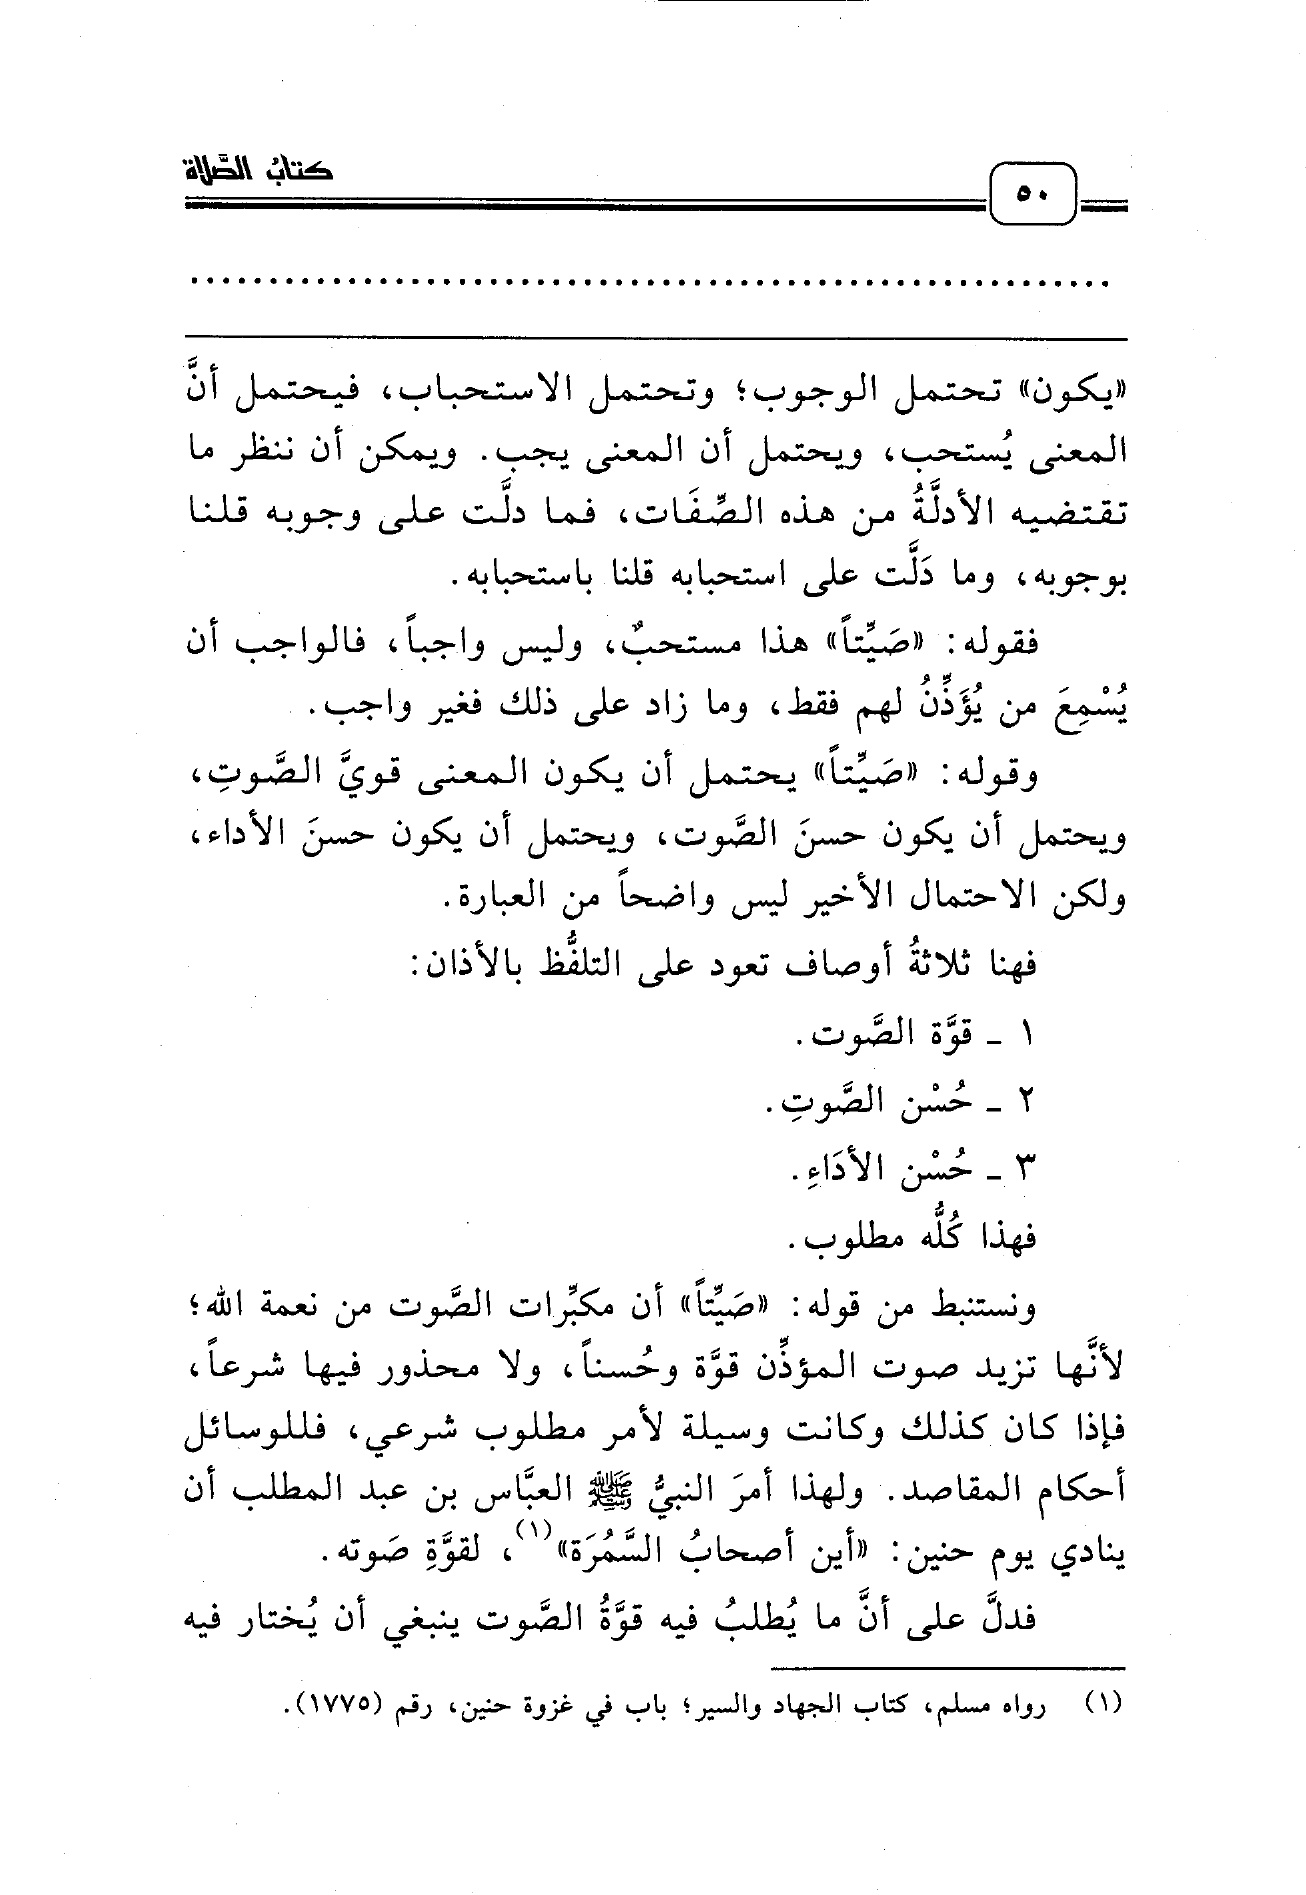 كتابُ الصَّلاة
٥٠
..........................................................
«يكون» تحتمل الوجوب؛ وتحتمل الاستحباب، فيحتمل أنَّ
المعنى يُستحب، ويحتمل أن المعنى يجب. ويمكن أن ننظر ما
تقتضيه الأدلَّةُ من هذه الصِّفَات، فما دلَّت على وجوبه قلنا
بوجوبه، وما دَلَّت على استحبابه قلنا باستحبابه.
فقوله: «صَيِّتاً» هذا مستحبٌ، وليس واجباً، فالواجب أن
يُسْمِعَ من يُؤَذِّنُ لهم فقط، وما زاد على ذلك فغير واجب.
وقوله: «صَيِّتاً» يحتمل أن يكون المعنى قويَّ الصَّوتِ،
ويحتمل أن يكون حسنَ الصَّوت، ويحتمل أن يكون حسنَ الأداء،
ولكن الاحتمال الأخير ليس واضحاً من العبارة.
فهنا ثلاثةُ أوصاف تعود على التلفُّظ بالأذان:
١ ـ قوَّة الصَّوت.
٢ ـ حُسْن الصَّوتِ.
٣ ـ حُسْن الأدَاءِ.
فهذا كُلُّه مطلوب.
ونستنبط من قوله: «صَيِّتاً» أن مكبِّرات الصَّوت من نعمة الله؛
لأنَّها تزيد صوت المؤذِّن قوَّة وحُسناً، ولا محذور فيها شرعاً،
فإذا كان كذلك وكانت وسيلة لأمر مطلوب شرعي، فللوسائل
أحكام المقاصد. ولهذا أمرَ النبيُّ ﷺ العبَّاس بن عبد المطلب أن
ينادي يوم حنين: «أين أصحابُ السَّمُرَة»(١)، لقوَّةِ صَوته.
فدلَّ على أنَّ ما يُطلبُ فيه قوَّةُ الصَّوت ينبغي أن يُختار فيه
(١) رواه مسلم، كتاب الجهاد والسير؛ باب في غزوة حنين، رقم (١٧٧٥).